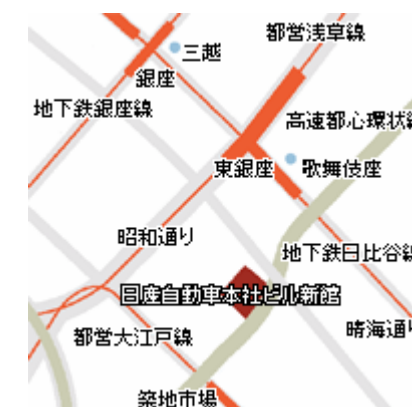 都営浅草線
三越
銀座
地下鉄銀座線
高速都心環状線
東銀座
歌舞伎座
昭和通り
地下鉄日比谷線
日産自動車本社ビル新館
都営大江戸線
晴海通り
築地市場